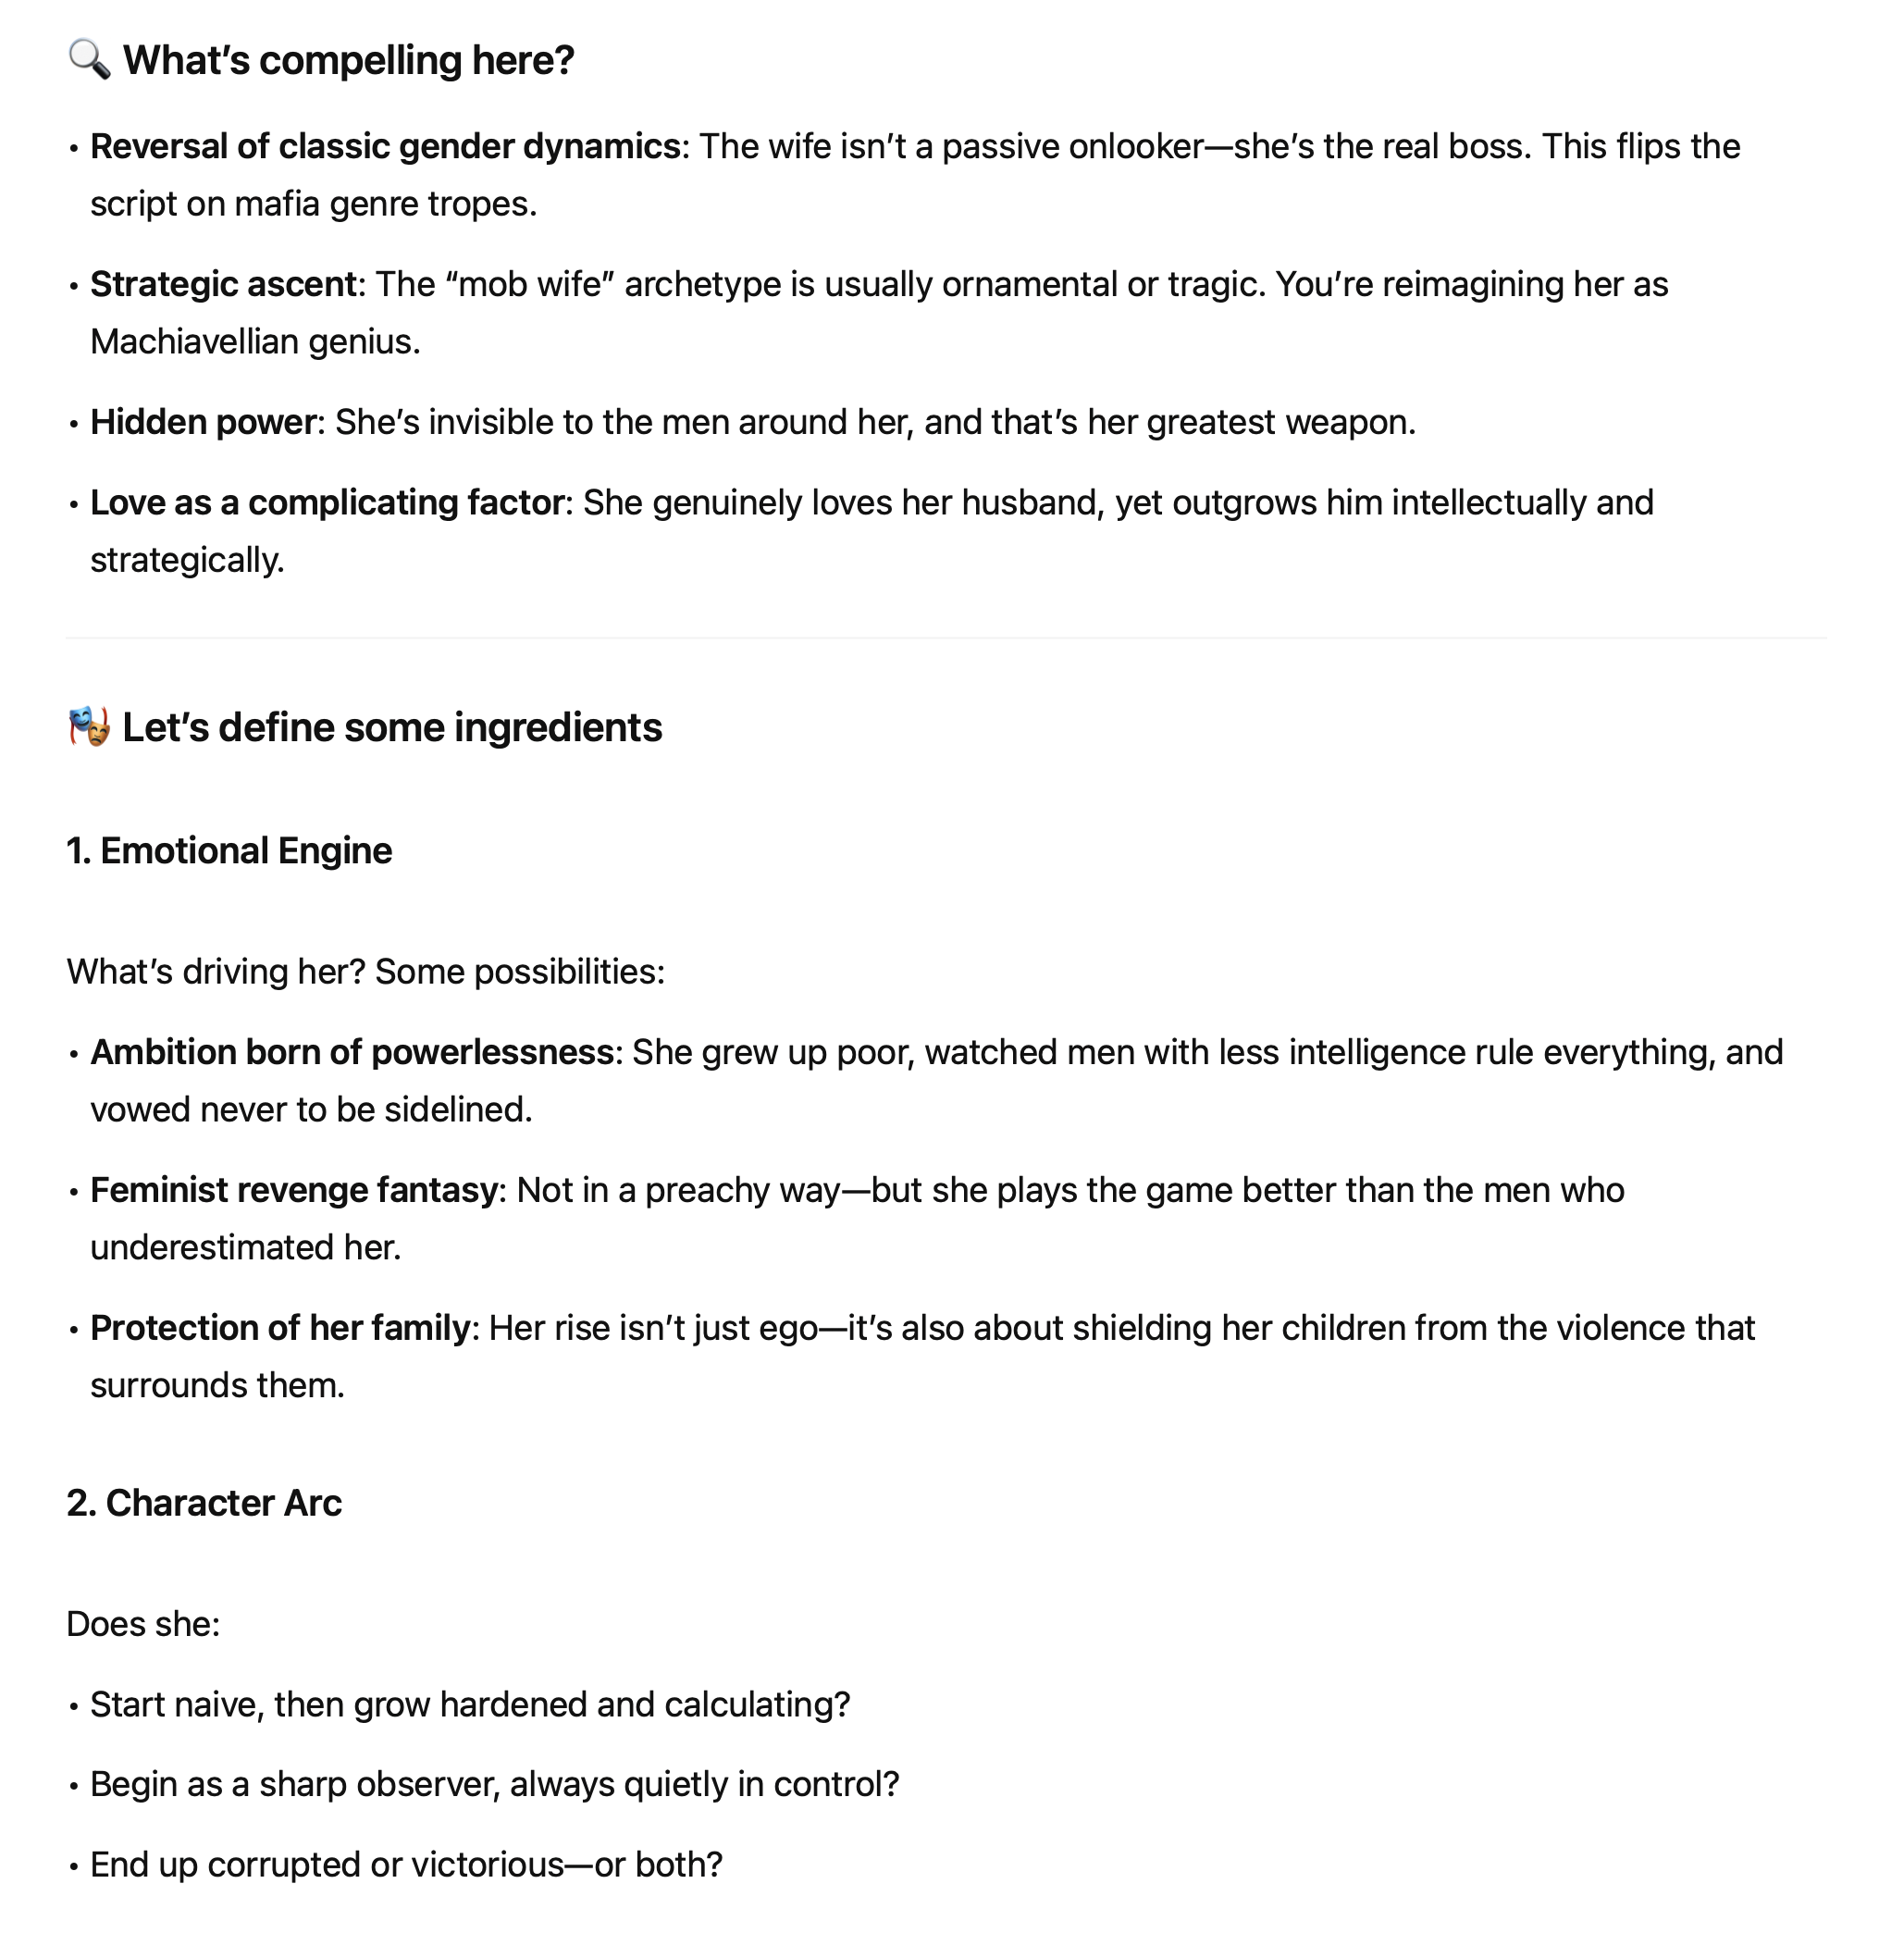 🔍 What’s compelling here?
• Reversal of classic gender dynamics: The wife isn’t a passive onlooker—she’s the real boss. This flips the
script on mafia genre tropes.
• Strategic ascent: The “mob wife” archetype is usually ornamental or tragic. You’re reimagining her as
Machiavellian genius.
• Hidden power: She’s invisible to the men around her, and that’s her greatest weapon.
• Love as a complicating factor: She genuinely loves her husband, yet outgrows him intellectually and
strategically.
🎭 Let’s define some ingredients
1. Emotional Engine
What’s driving her? Some possibilities:
• Ambition born of powerlessness: She grew up poor, watched men with less intelligence rule everything, and
vowed never to be sidelined.
• Feminist revenge fantasy: Not in a preachy way—but she plays the game better than the men who
underestimated her.
• Protection of her family: Her rise isn’t just ego—it’s also about shielding her children from the violence that
surrounds them.
2. Character Arc
Does she:
• Start naive, then grow hardened and calculating?
• Begin as a sharp observer, always quietly in control?
• End up corrupted or victorious—or both?